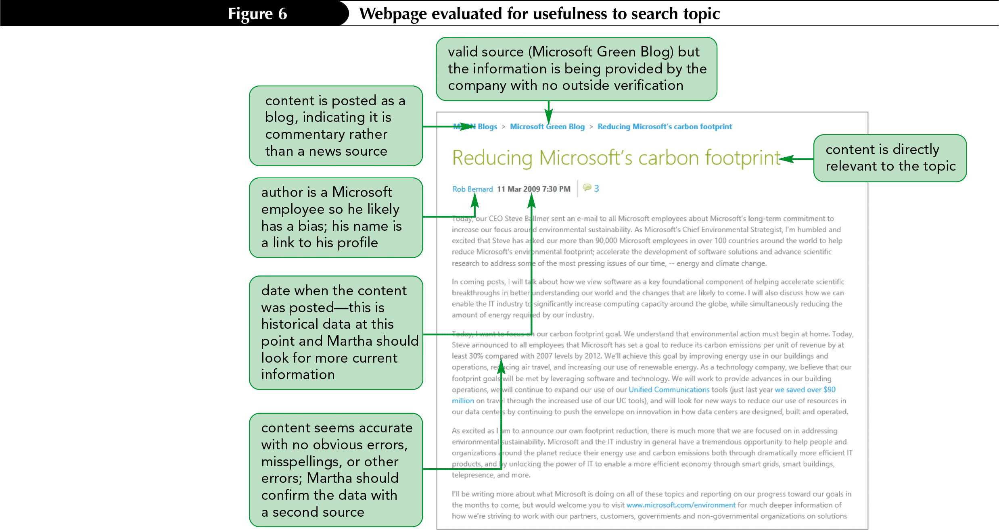 Figure 6 Webpage evaluated for usefulness to search topic
valid source (Microsoft Green Blog) but
the information is being provided by the
company with no outside verification
content is posted as a
blog, indicating it is
commentary rather
than a news source
MSDN Blogs > Microsoft Green Blog > Reducing Microsoft's carbon footprint
Reducing Microsoft's carbon footprint
content is directly
relevant to the topic
author is a Microsoft
employee so he likely
has a bias; his name is
a link to his profile
Rob Bernard 11 Mar 2009 7:30 PM 3
Today, our CEO Steve Ballmer sent an e-mail to all Microsoft employees about Microsoft's long-term commitment to
increase our focus around environmental sustainability. As Microsoft's Chief Environmental Strategist, I'm humbled and
excited that Steve has asked our more than 90,000 Microsoft employees in over 100 countries around the world to help
reduce Microsoft's environmental footprint; accelerate the development of software solutions and advance scientific
research to address some of the most pressing issues of our time, -- energy and climate change.
date when the content
was posted—this is
historical data at this
point and Martha should
look for more current
information
In coming posts, I will talk about how we view software as a key foundational component of helping accelerate scientific
breakthroughs in better understanding our world and the changes that are likely to come. I will also discuss how we can
enable the IT industry to significantly increase computing capacity around the globe, while simultaneously reducing the
amount of energy required by our industry.
Today, I want to focus on our carbon footprint goal. We understand that environmental action must begin at home. Today,
Steve announced to all employees that Microsoft has set a goal to reduce its carbon emissions per unit of revenue by at
least 30% compared with 2007 levels by 2012. We'll achieve this goal by improving energy use in our buildings and
operations, reducing air travel, and increasing our use of renewable energy. As a technology company, we believe that our
footprint goals will be met by leveraging software and technology. We will work to provide advances in our building
operations, we will continue to expand our use of our Unified Communications tools (just last year we saved over $90
million on travel through the increased use of our UC tools), and will look for new ways to reduce our use of resources in
our data centers by continuing to push the envelope on innovation in how data centers are designed, built and operated.
content seems accurate
with no obvious errors,
misspellings, or other
errors; Martha should
confirm the data with
a second source
As excited as I am to announce our own footprint reduction, there is much more that we are focused on in addressing
environmental sustainability. Microsoft and the IT industry in general have a tremendous opportunity to help people and
organizations around the planet reduce their energy use and carbon emissions both through dramatically more efficient IT
products, and by unlocking the power of IT to enable a more efficient economy through smart grids, smart buildings,
telepresence, and more.
I'll be writing more about what Microsoft is doing on all of these topics and reporting on our progress toward our goals in
the months to come, but would welcome you to visit www.microsoft.com/environment for much deeper information of
how we're striving to work with our partners, customers, governments and non-governmental organizations on solutions